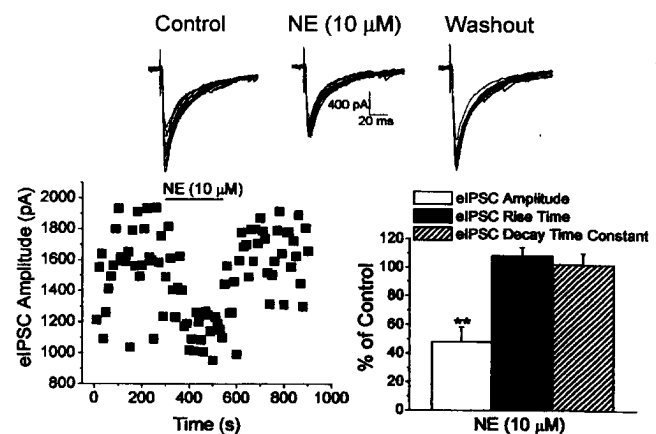 Control NE (10 µM) Washout
400 pA
20 ms
NE (10 µM)
eIPSC Amplitude (pA)
2000
1800
1600
1400
1200
1000
800
0 200 400 600 800 1000
Time (s)
eIPSC Amplitude
eIPSC Rise Time
eIPSC Decay Time Constant
% of Control
120
100
80
60
40
20
0
**
NE (10 µM)